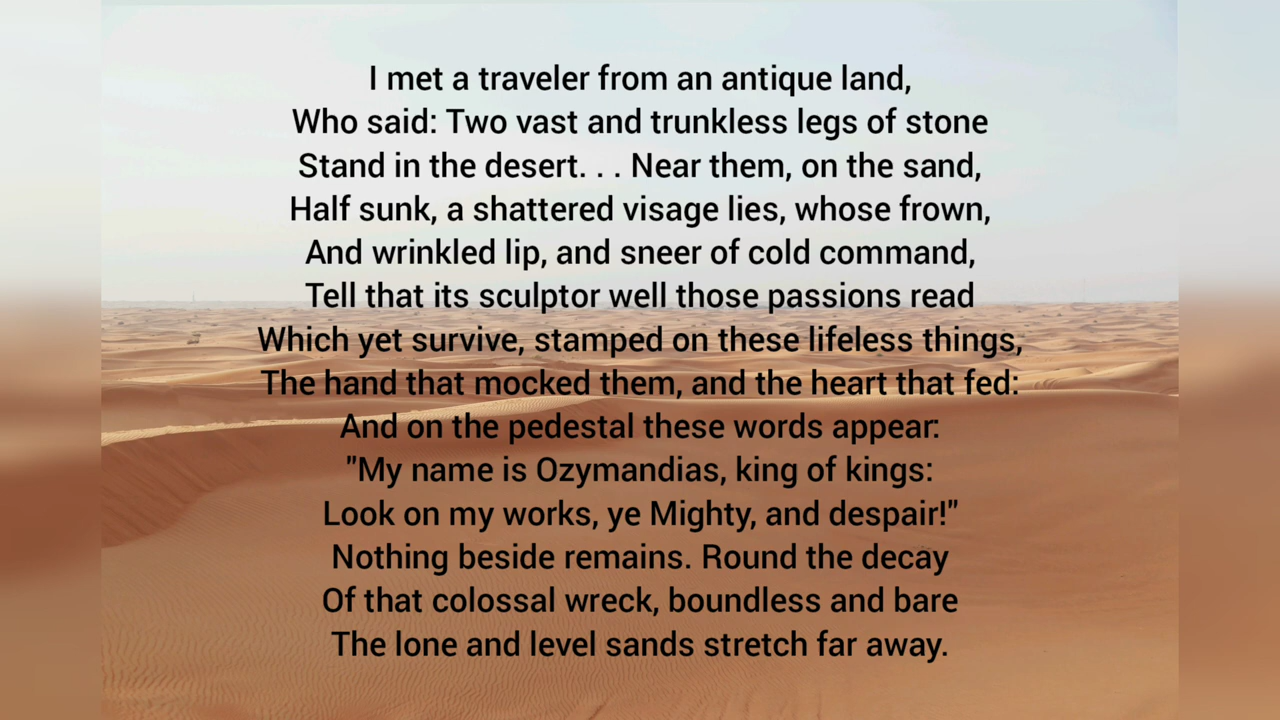 I met a traveler from an antique land,
Who said: Two vast and trunkless legs of stone
Stand in the desert. . . Near them, on the sand,
Half sunk, a shattered visage lies, whose frown,
And wrinkled lip, and sneer of cold command,
Tell that its sculptor well those passions read
Which yet survive, stamped on these lifeless things,
The hand that mocked them, and the heart that fed:
And on the pedestal these words appear:
"My name is Ozymandias, king of kings:
Look on my works, ye Mighty, and despair!"
Nothing beside remains. Round the decay
Of that colossal wreck, boundless and bare
The lone and level sands stretch far away.